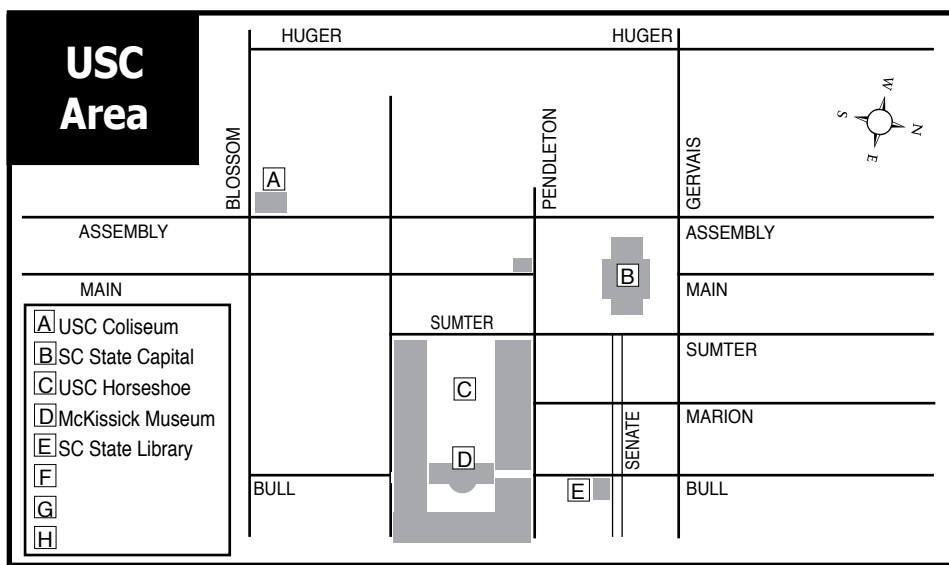 USC
Area
HUGER
HUGER
W
S
N
E
BLOSSOM
PENDLETON
GERVAIS
A
ASSEMBLY
ASSEMBLY
B
MAIN
MAIN
SUMTER
SUMTER
C
MARION
SENATE
D
BULL
E
BULL
A USC Coliseum
B SC State Capital
C USC Horseshoe
D McKissick Museum
E SC State Library
F
G
H